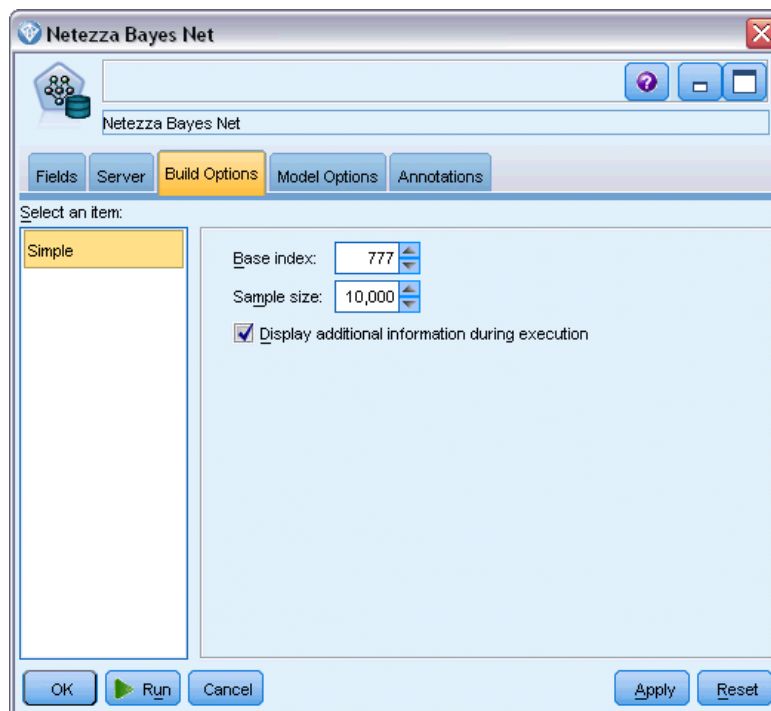 Netezza Bayes Net
?
Netezza Bayes Net
Fields Server Build Options Model Options Annotations
Select an item:
Simple
Base index: 777
Sample size: 10,000
Display additional information during execution
OK Run Cancel Apply Reset